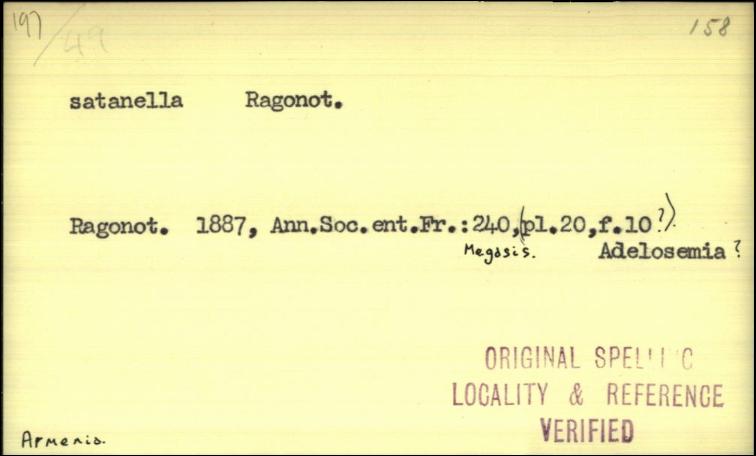 197/49 158
satanella Ragonot.
Ragonot. 1887, Ann.Soc.ent.Fr.:240,(pl.20,f.10?).
Megasis. Adelosemia?
ORIGINAL SPELLING
LOCALITY & REFERENCE
VERIFIED
Armenia.